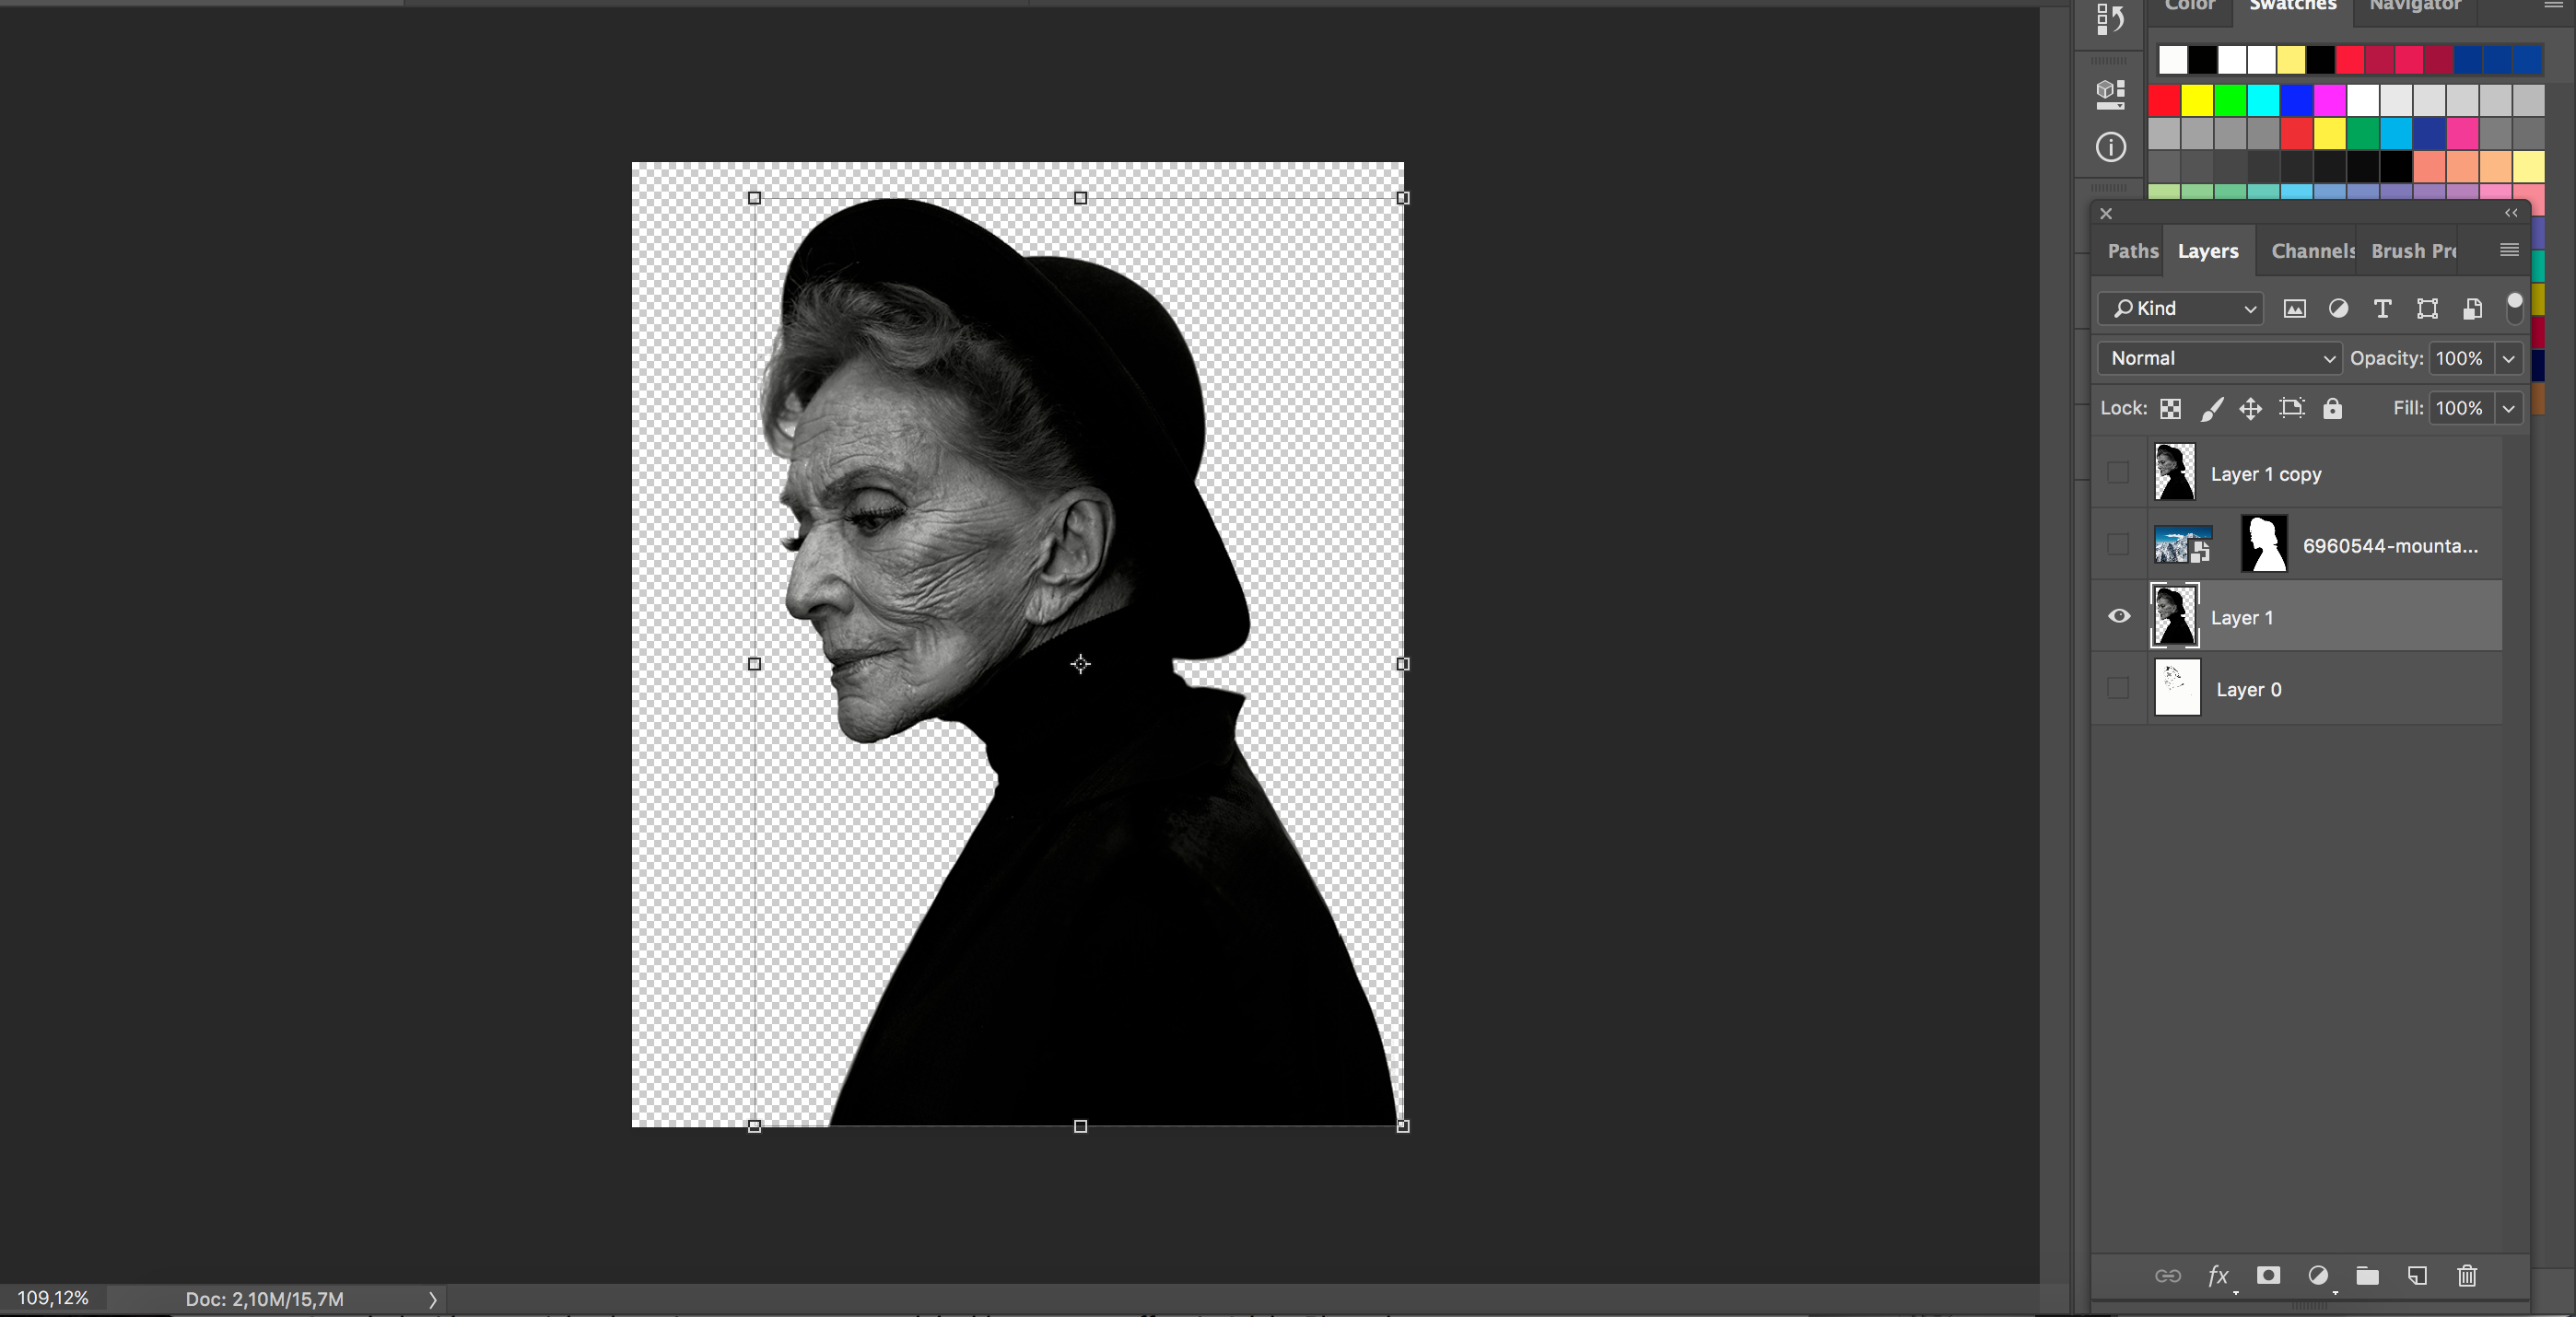 Color Swatches Navigator
Paths Layers Channels Brush Pre
Kind
Normal Opacity: 100%
Lock: Fill: 100%
Layer 1 copy
6960544-mounta...
Layer 1
Layer 0
fx
109,12% Doc: 2,10M/15,7M